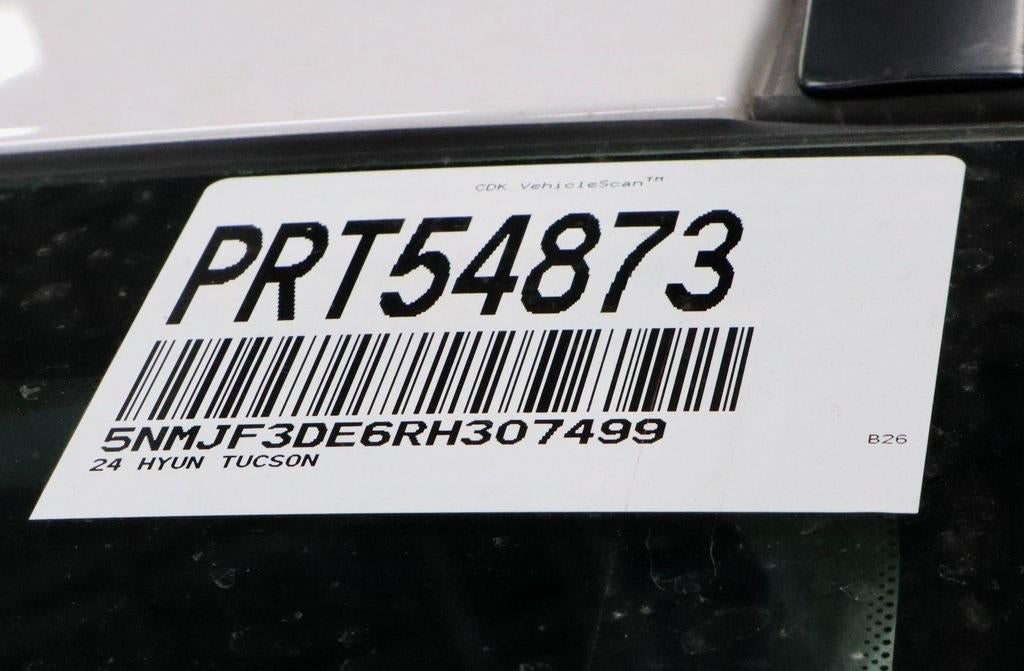 CDK VehicleScan™
PRT54873
5NMJF3DE6RH307499
24 HYUN TUCSON
B26